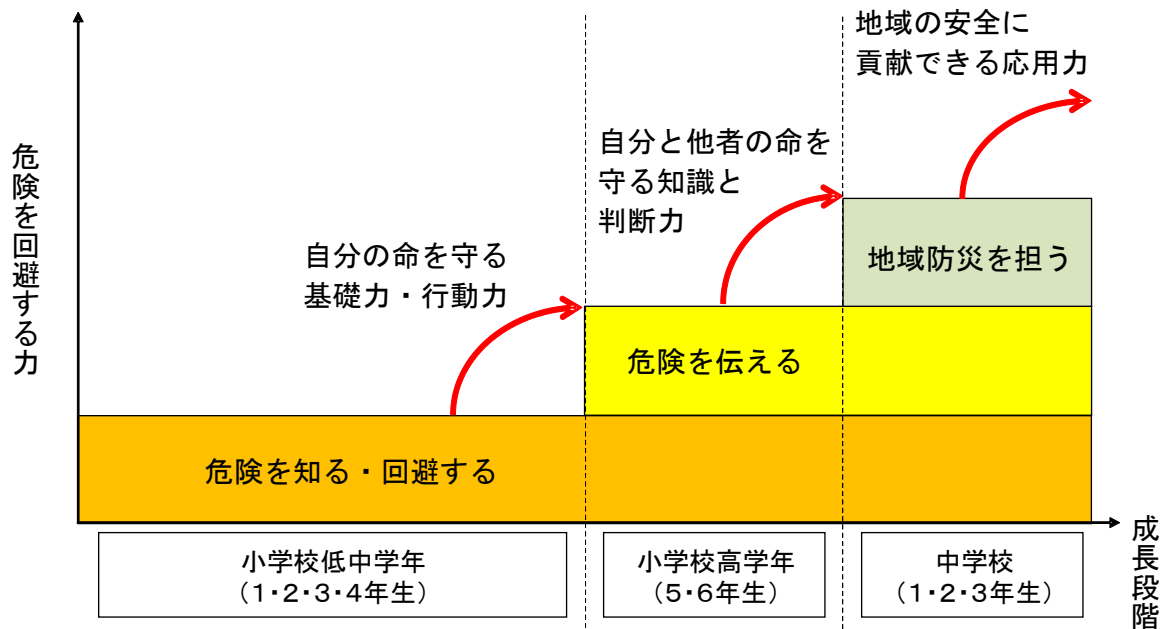 地域の安全に
貢献できる応用力
自分と他者の命を
守る知識と
判断力
自分の命を守る
基礎力・行動力
危険を回避する力
地域防災を担う
危険を伝える
危険を知る・回避する
小学校低中学年
（1・2・3・4年生）
小学校高学年
（5・6年生）
中学校
（1・2・3年生）
成長段階